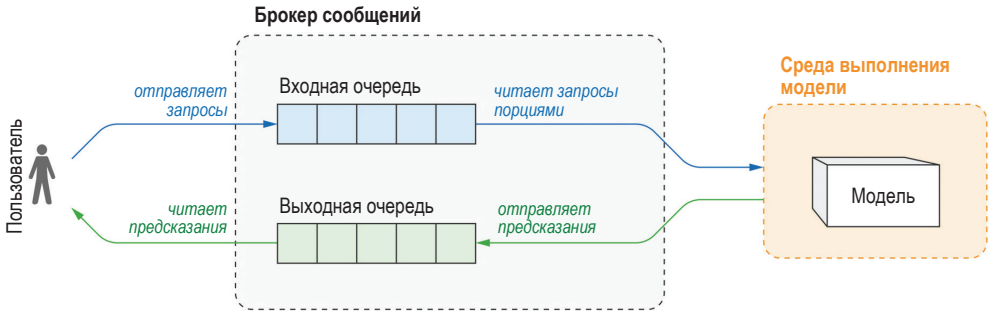 Брокер сообщений
Среда выполнения
модели
отправляет
запросы
Входная очередь
читает запросы
порциями
Пользователь
Модель
читает
предсказания
Выходная очередь
отправляет
предсказания